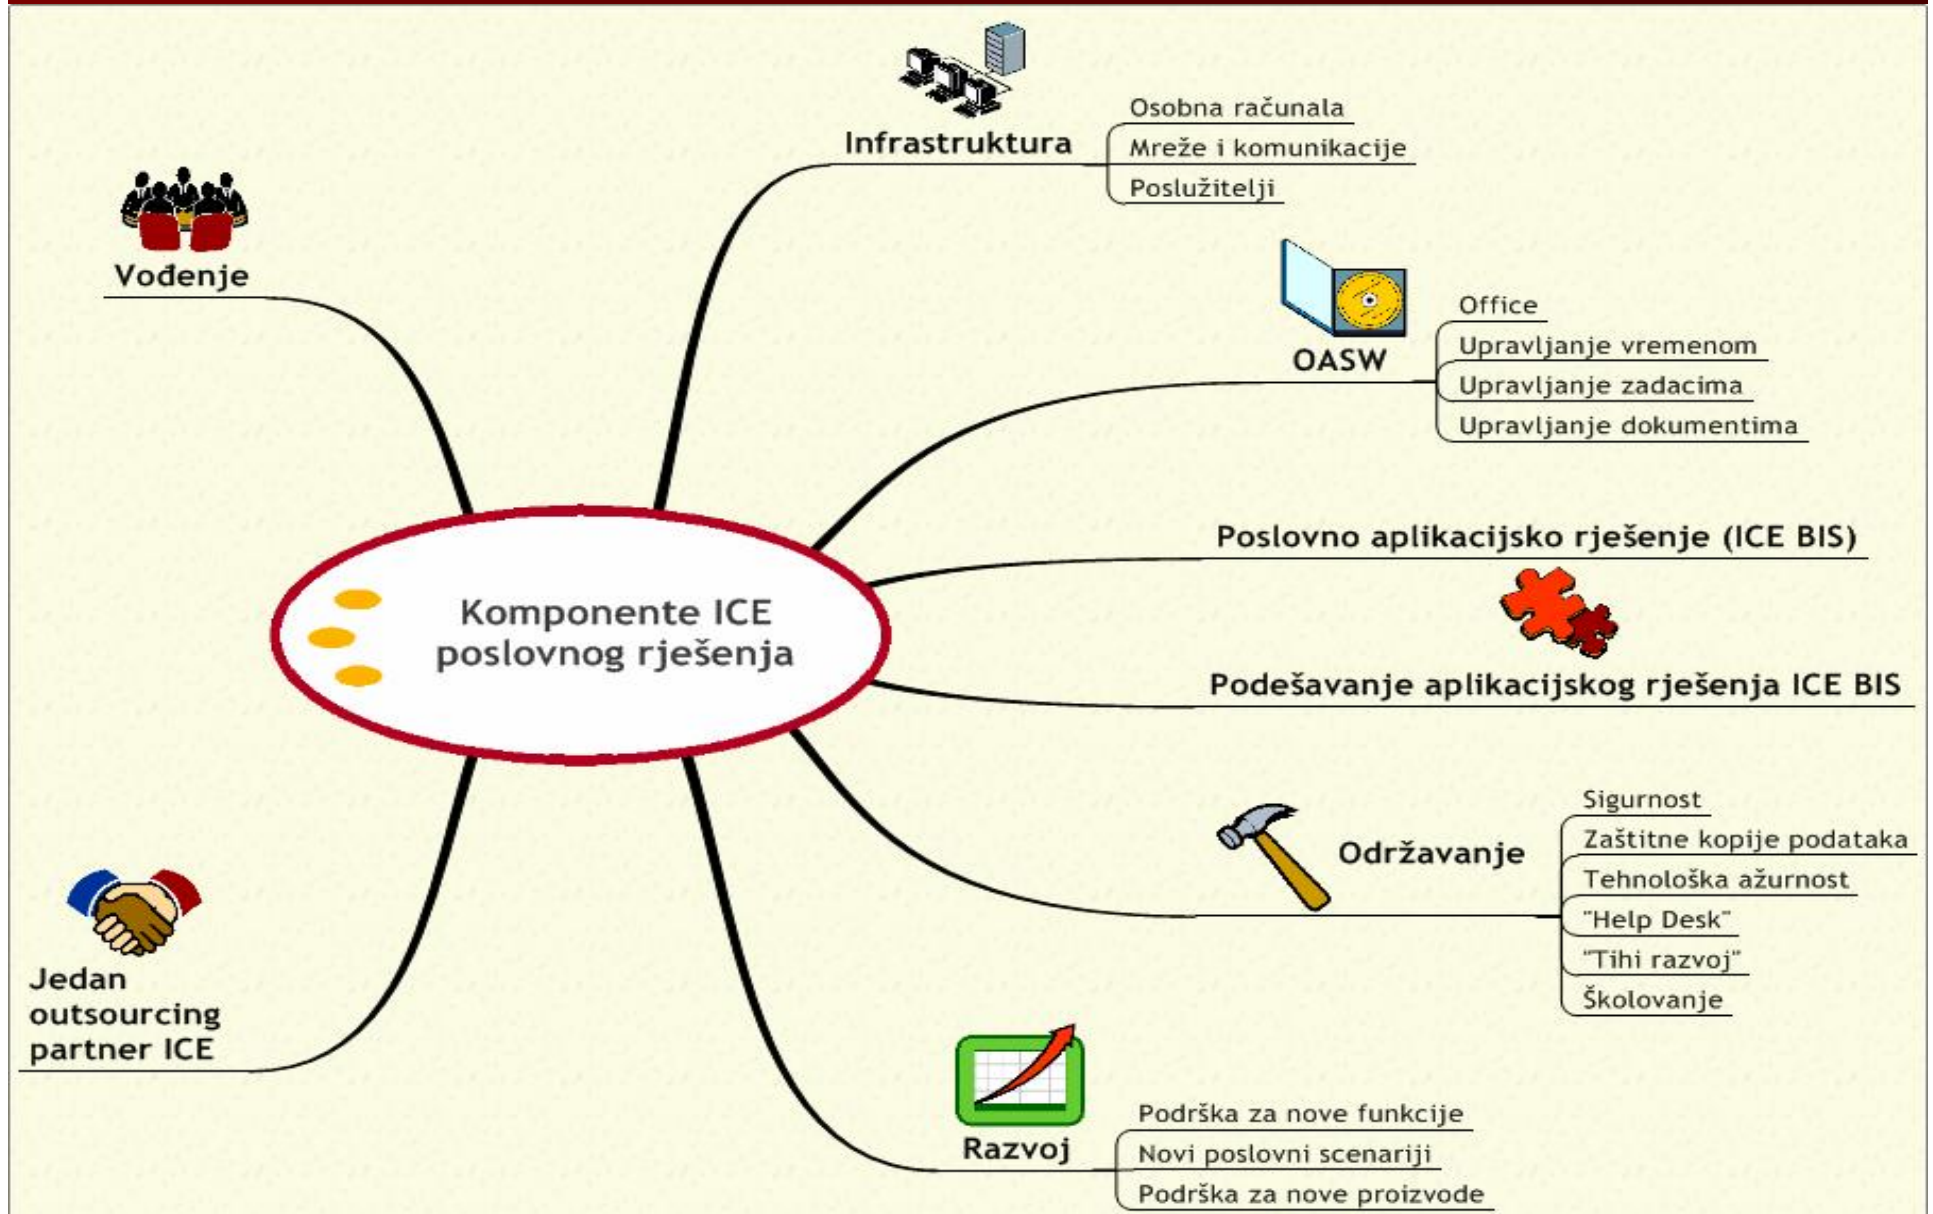 Komponente ICE
poslovnog rješenja
Infrastruktura
Osobna računala
Mreže i komunikacije
Poslužitelji
OASW
Office
Upravljanje vremenom
Upravljanje zadacima
Upravljanje dokumentima
Poslovno aplikacijsko rješenje (ICE BIS)
Podešavanje aplikacijskog rješenja ICE BIS
Održavanje
Sigurnost
Zaštitne kopije podataka
Tehnološka ažurnost
"Help Desk"
"Tihi razvoj"
Školovanje
Razvoj
Podrška za nove funkcije
Novi poslovni scenariji
Podrška za nove proizvode
Jedan
outsourcing
partner ICE
Vođenje